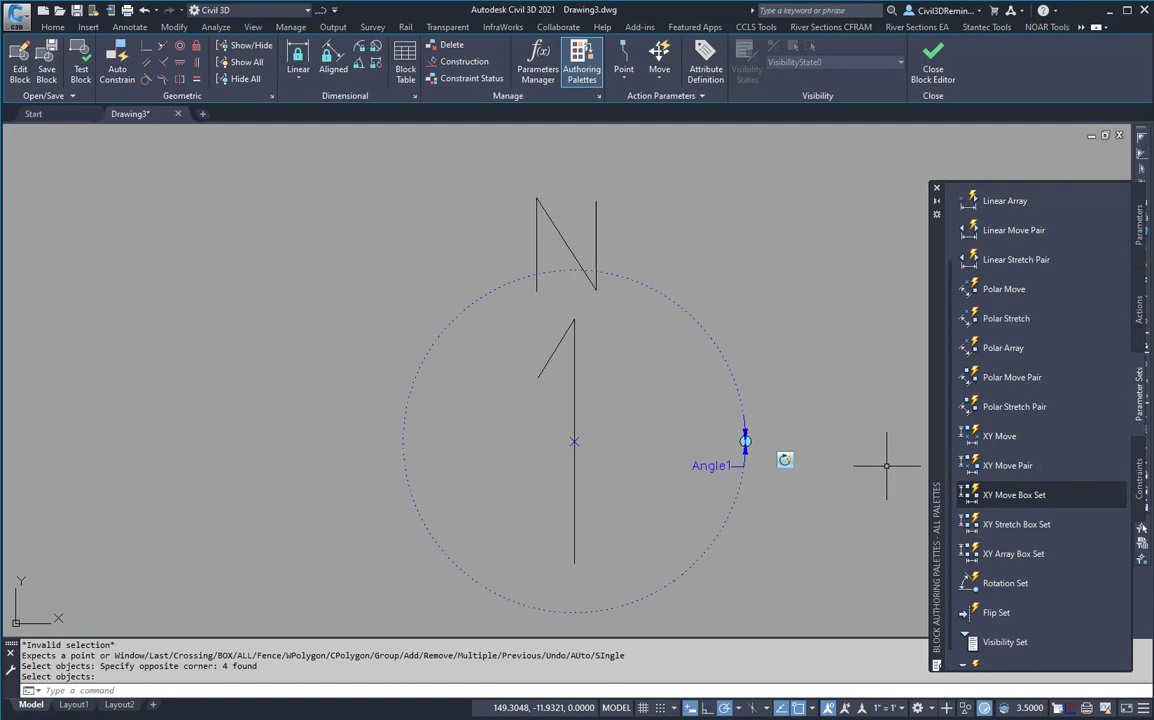 C3D
Civil 3D
Autodesk Civil 3D 2021 Drawing3.dwg
Type a keyword or phrase
Civil3DRemin...
Home Insert Annotate Modify Analyze View Manage Output Survey Rail Transparent InfraWorks Collaborate Help Add-ins Featured Apps Express Tools River Sections CFRAM CCLS Tools River Sections EA Stantec Tools NOAR Tools
Edit Block
Save Block
Test Block
Auto Constrain
Show/Hide
Show All
Hide All
Linear
Aligned
Block Table
Delete
Construction
Constraint Status
Parameters Manager
Authoring Palettes
Point
Move
Attribute Definition
Visibility States
VisibilityState0
Close Block Editor
Open/Save Geometric Dimensional Manage Action Parameters Visibility Close
Start Drawing3*
N
Angle1
Y
X
Linear Array
Linear Move Pair
Linear Stretch Pair
Polar Move
Polar Stretch
Polar Array
Polar Move Pair
Polar Stretch Pair
XY Move
XY Move Pair
XY Move Box Set
XY Stretch Box Set
XY Array Box Set
Rotation Set
Flip Set
Visibility Set
Parameters
Actions
Parameter Sets
Constraints
BLOCK AUTHORING PALETTES - ALL PALETTES
*Invalid selection*
Expects a point or Window/Last/Crossing/BOX/ALL/Fence/WPolygon/CPolygon/Group/Add/Remove/Multiple/Previous/Undo/AUto/SIngle
Select objects: Specify opposite corner: 4 found
Select objects:
Type a command
Model Layout1 Layout2 +
149.3048, -11.9321, 0.0000 MODEL 1" = 1' 3.5000